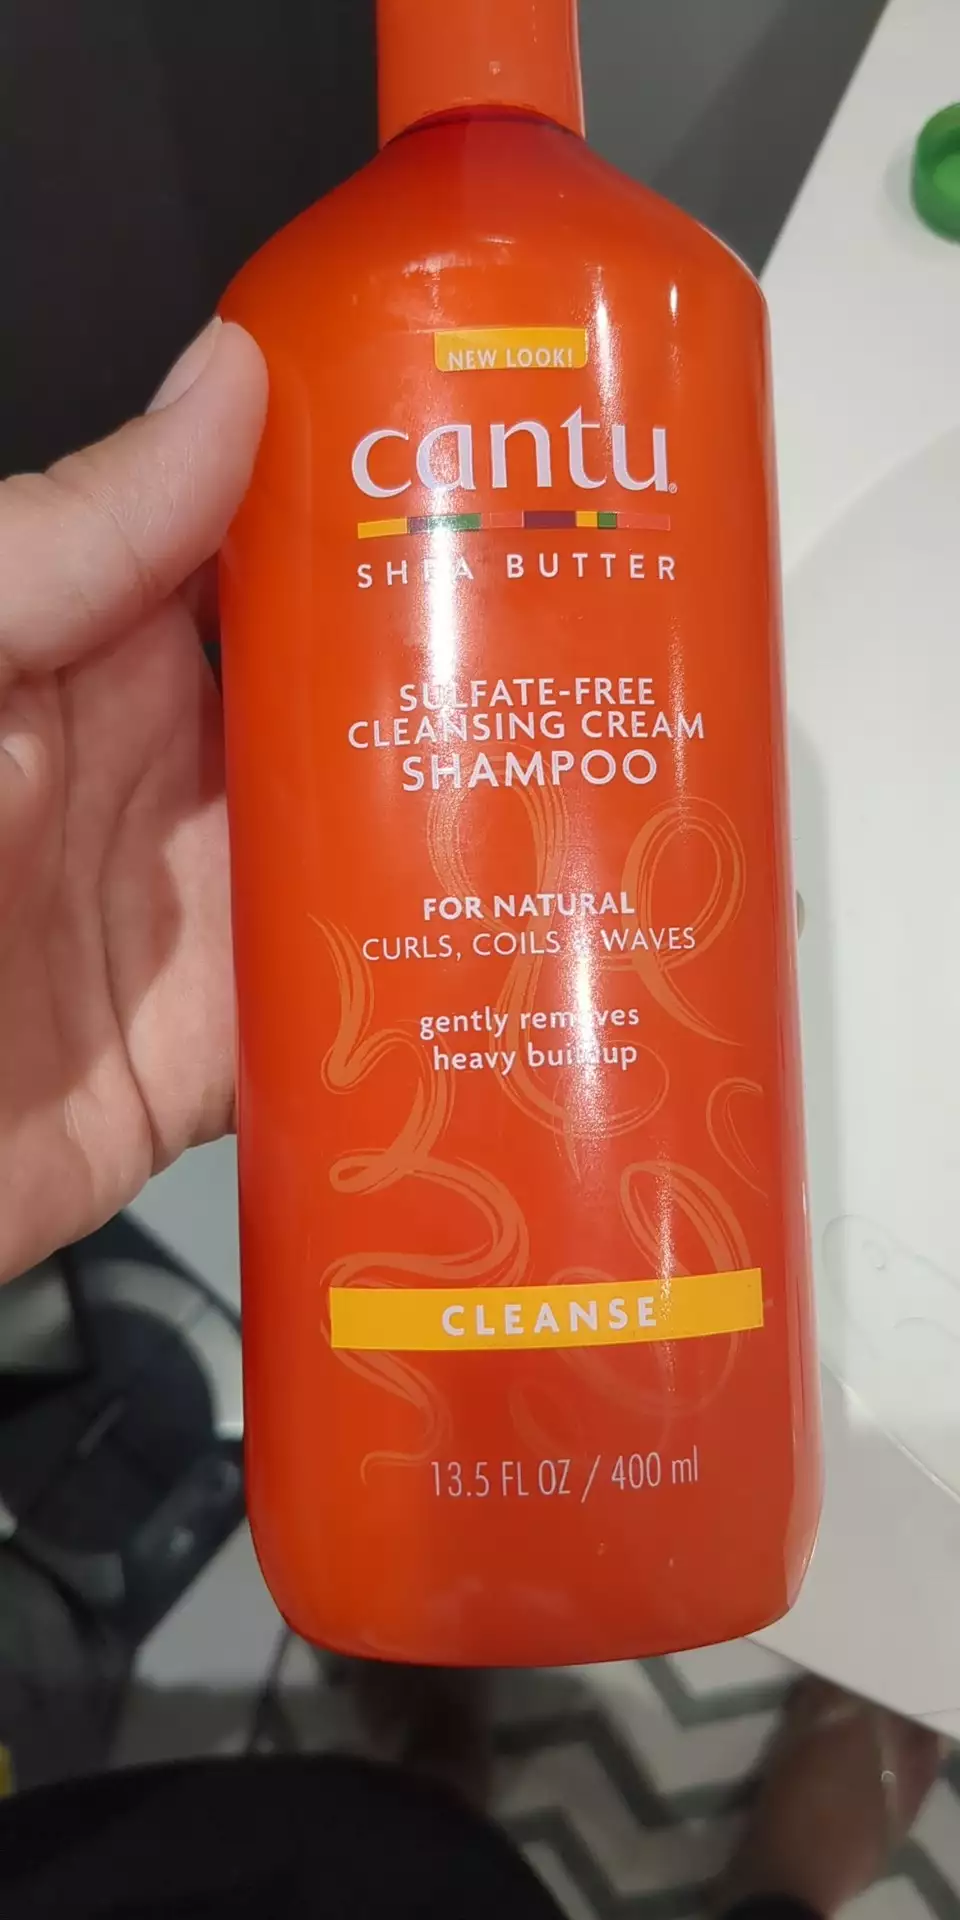 NEW LOOK!
cantu®
SHEA BUTTER
SULFATE-FREE
CLEANSING CREAM
SHAMPOO
FOR NATURAL
CURLS, COILS & WAVES
gently removes
heavy buildup
CLEANSE
13.5 FL OZ / 400 ml